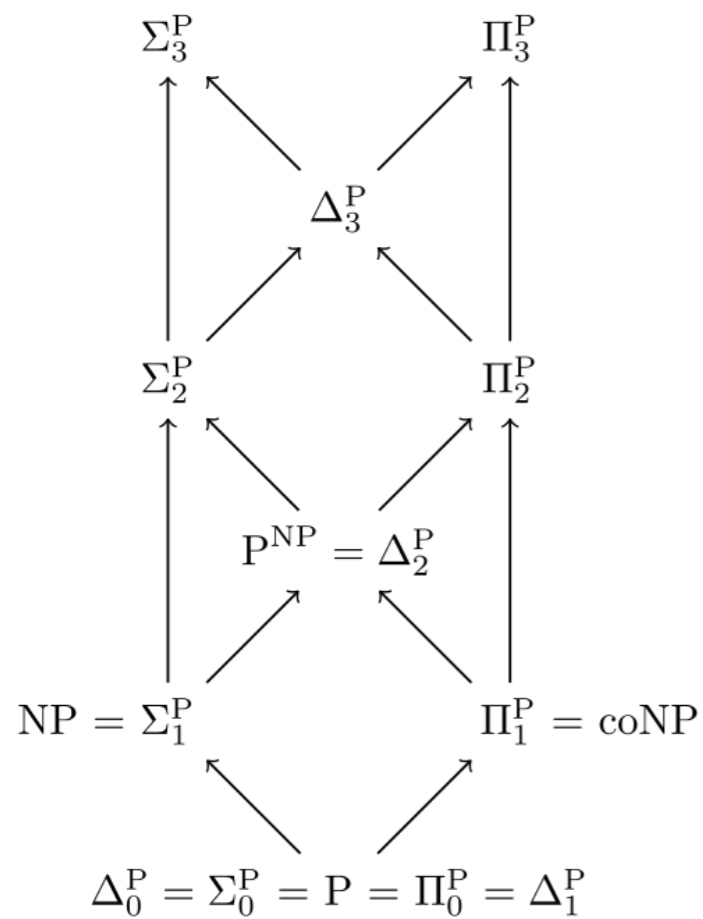 Σ₃ᴾ Π₃ᴾ
Δ₃ᴾ
Σ₂ᴾ Π₂ᴾ
Pᴺᴾ = Δ₂ᴾ
NP = Σ₁ᴾ Π₁ᴾ = coNP
Δ₀ᴾ = Σ₀ᴾ = P = Π₀ᴾ = Δ₁ᴾ